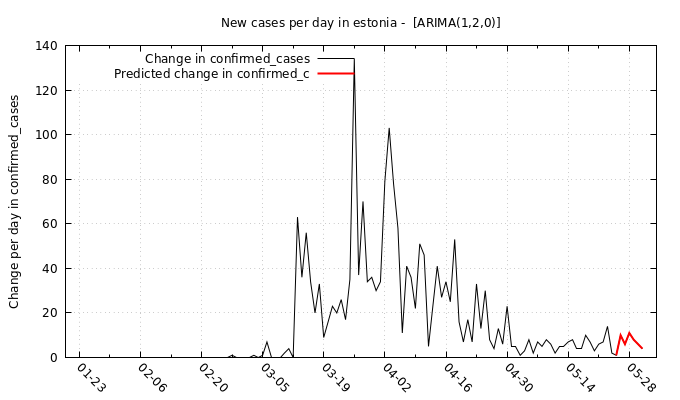 New cases per day in estonia - [ARIMA(1,2,0)]
Change in confirmed_cases
Predicted change in confirmed_c
Change per day in confirmed_cases
140
120
100
80
60
40
20
0
01-23 02-06 02-20 03-05 03-19 04-02 04-16 04-30 05-14 05-28